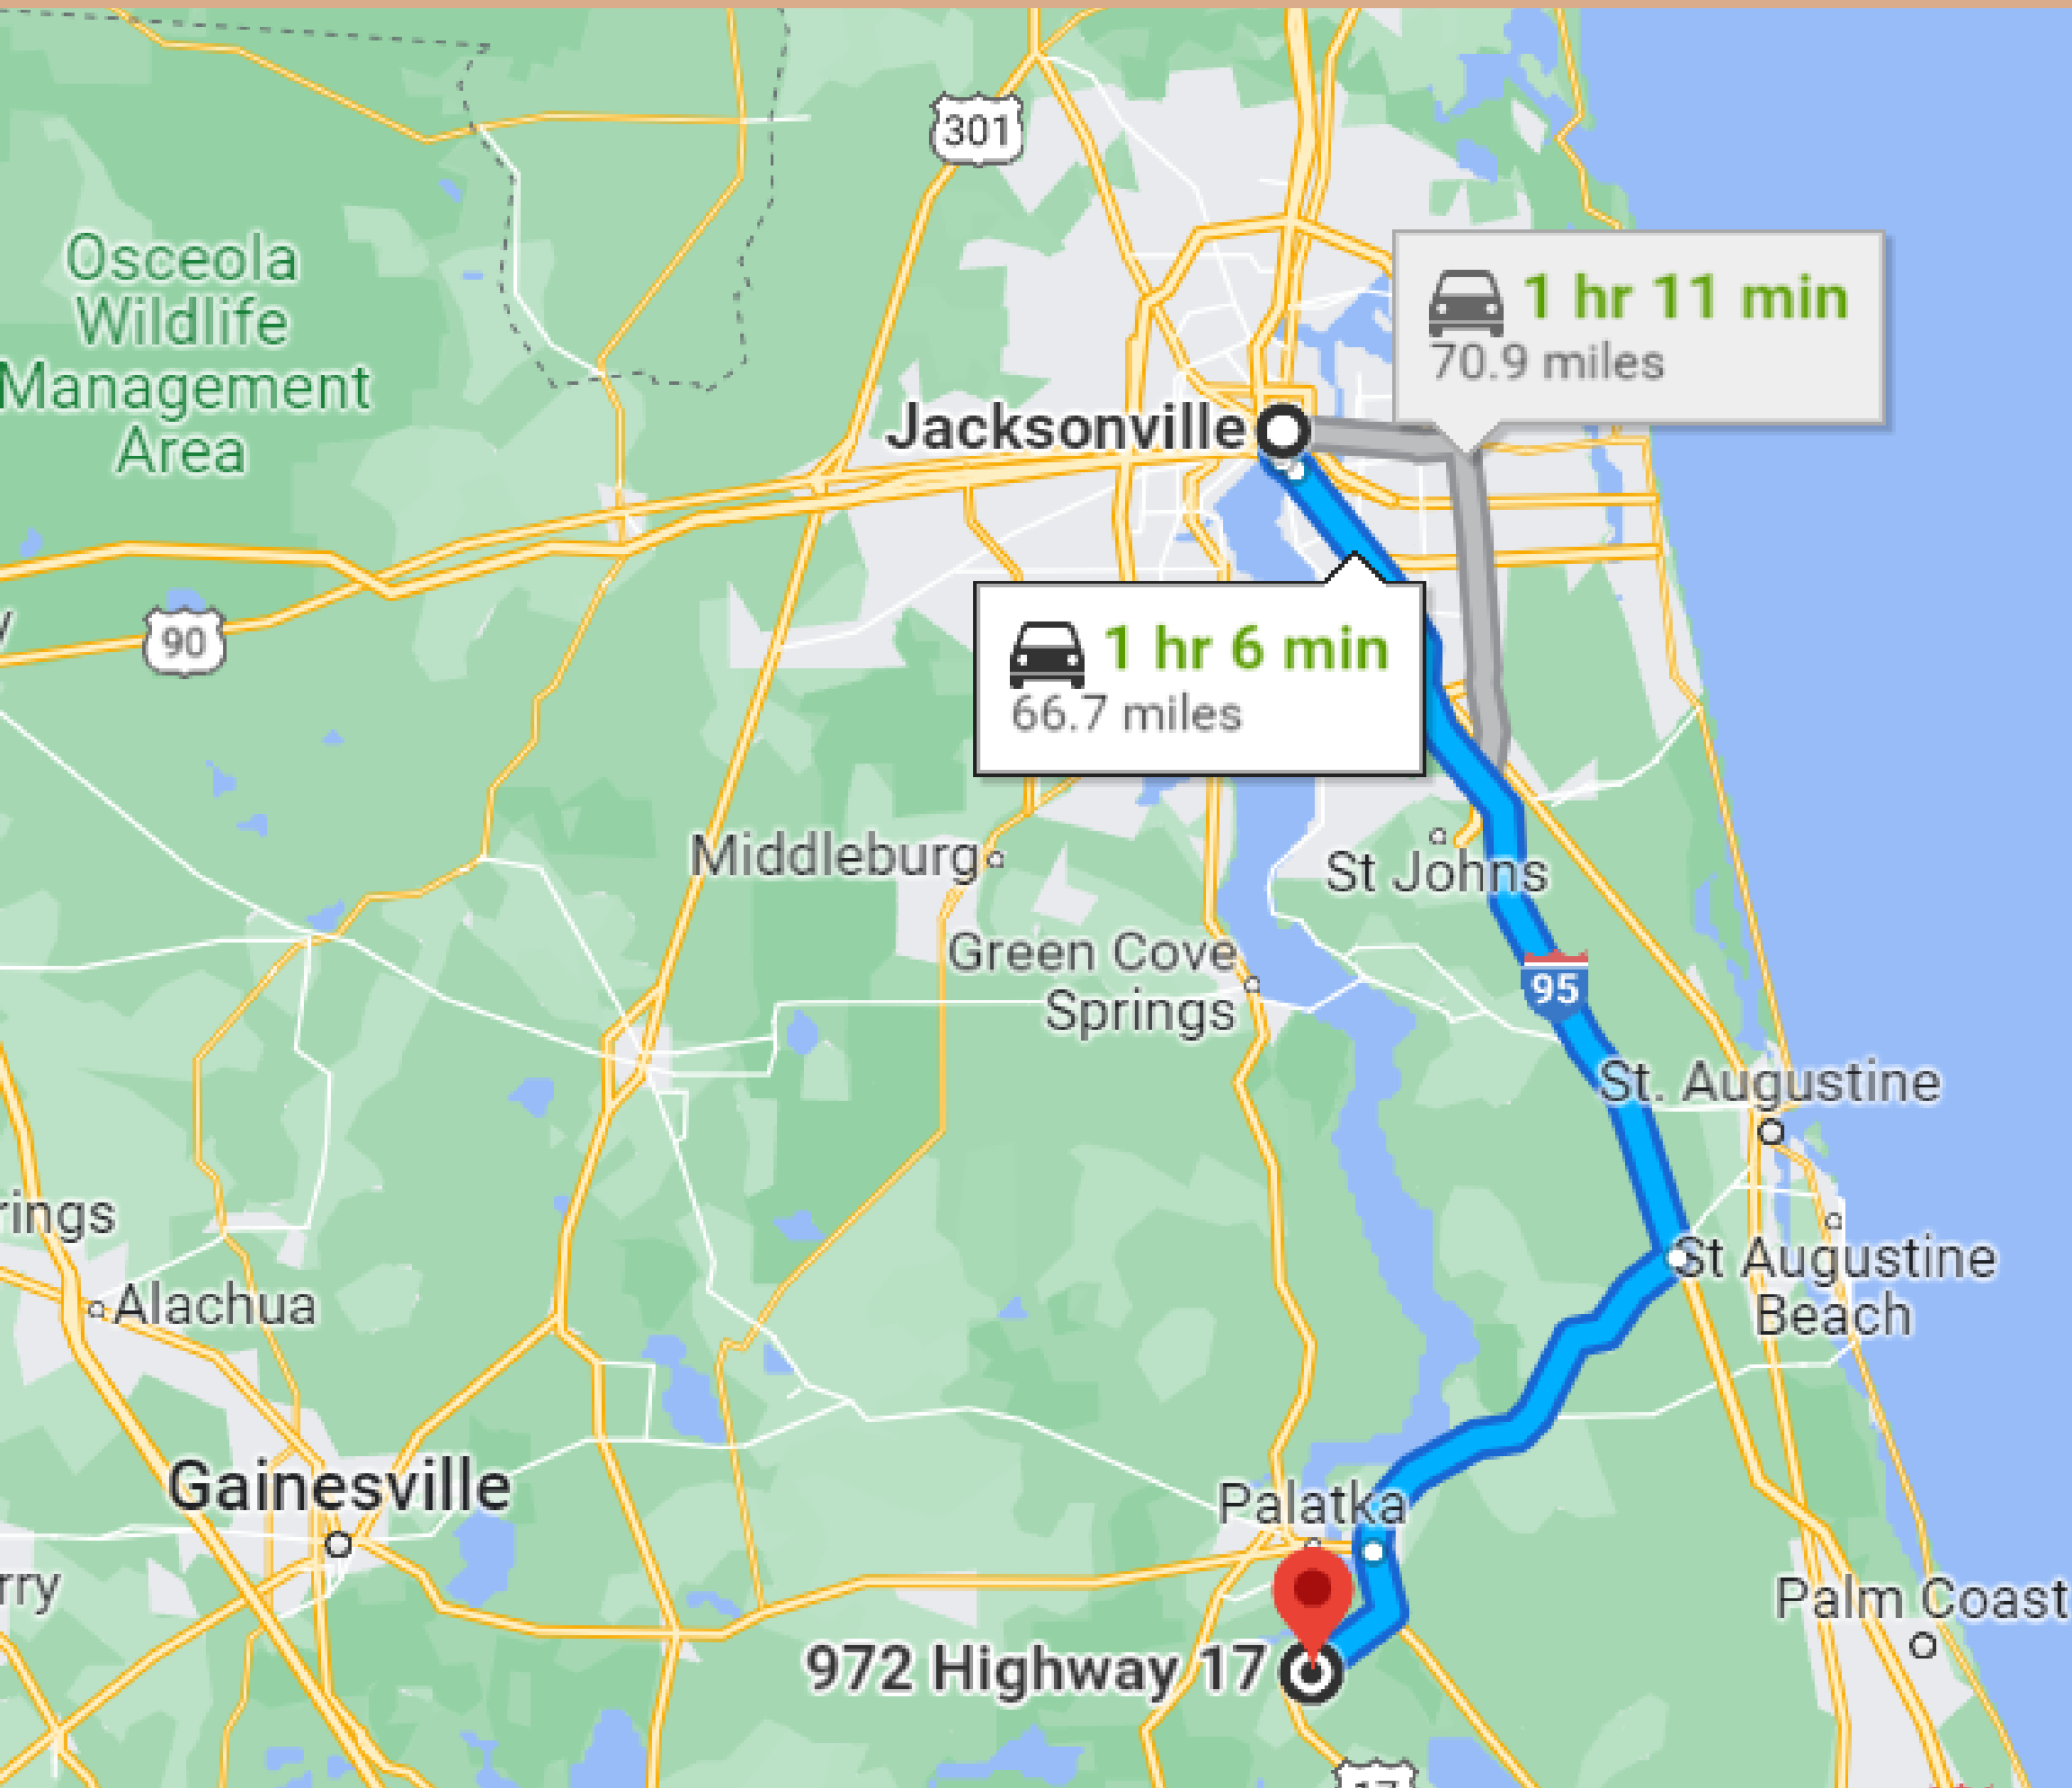 301
Osceola
Wildlife
Management
Area
1 hr 11 min
70.9 miles
Jacksonville
90
1 hr 6 min
66.7 miles
Middleburg
St Johns
Green Cove
Springs
95
St. Augustine
rings
St Augustine
Beach
Alachua
Gainesville
Palatka
rry
Palm Coast
972 Highway 17
17